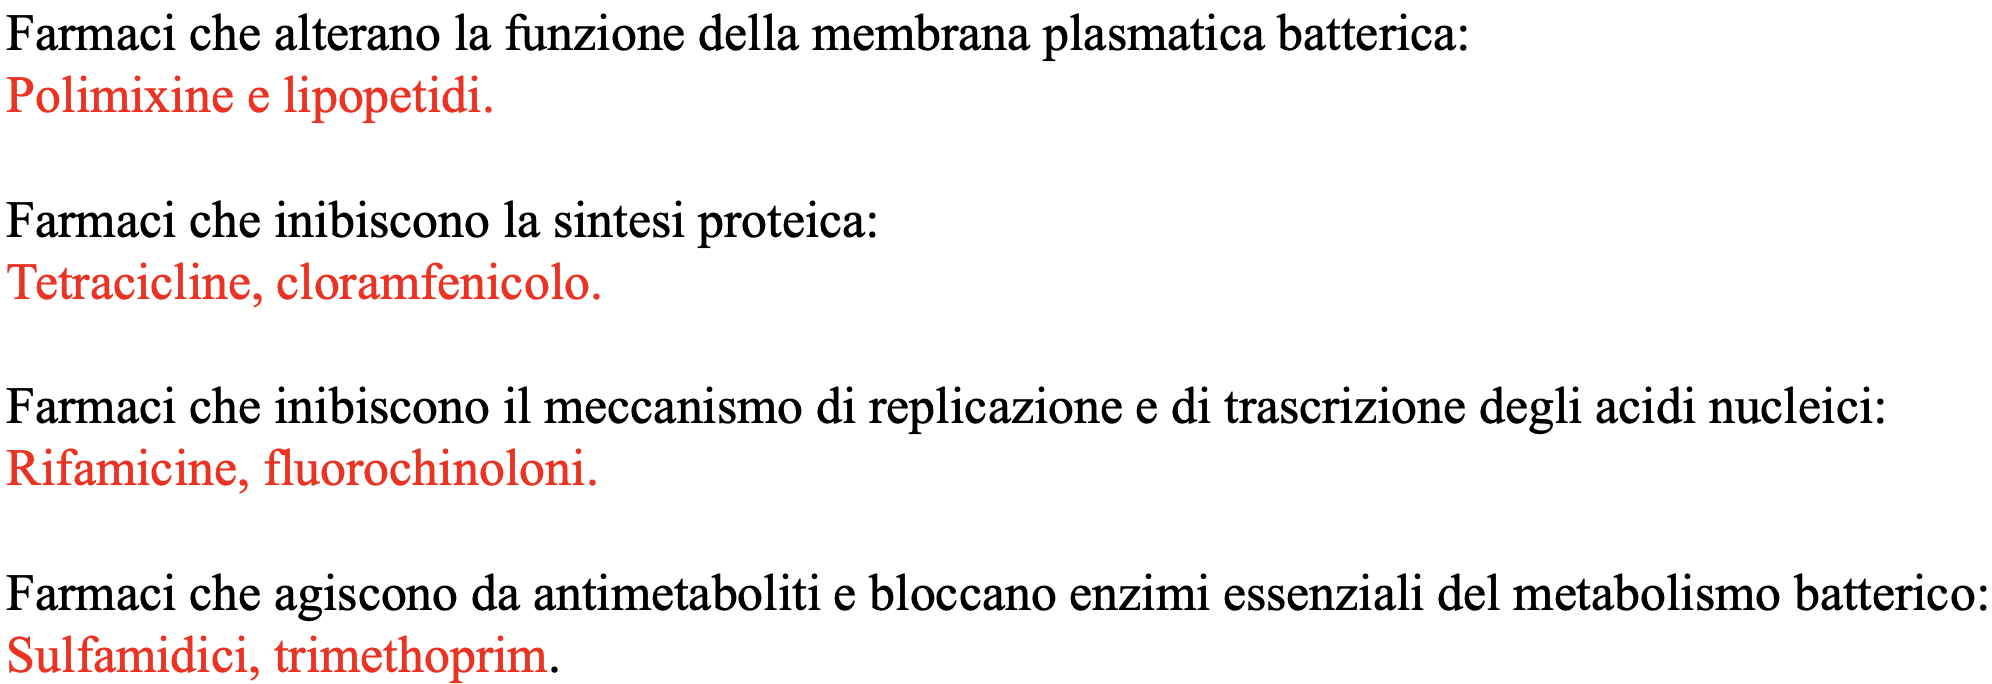 Farmaci che alterano la funzione della membrana plasmatica batterica:
Polimixine e lipopetidi.
Farmaci che inibiscono la sintesi proteica:
Tetracicline, cloramfenicolo.
Farmaci che inibiscono il meccanismo di replicazione e di trascrizione degli acidi nucleici:
Rifamicine, fluorochinoloni.
Farmaci che agiscono da antimetaboliti e bloccano enzimi essenziali del metabolismo batterico:
Sulfamidici, trimethoprim.